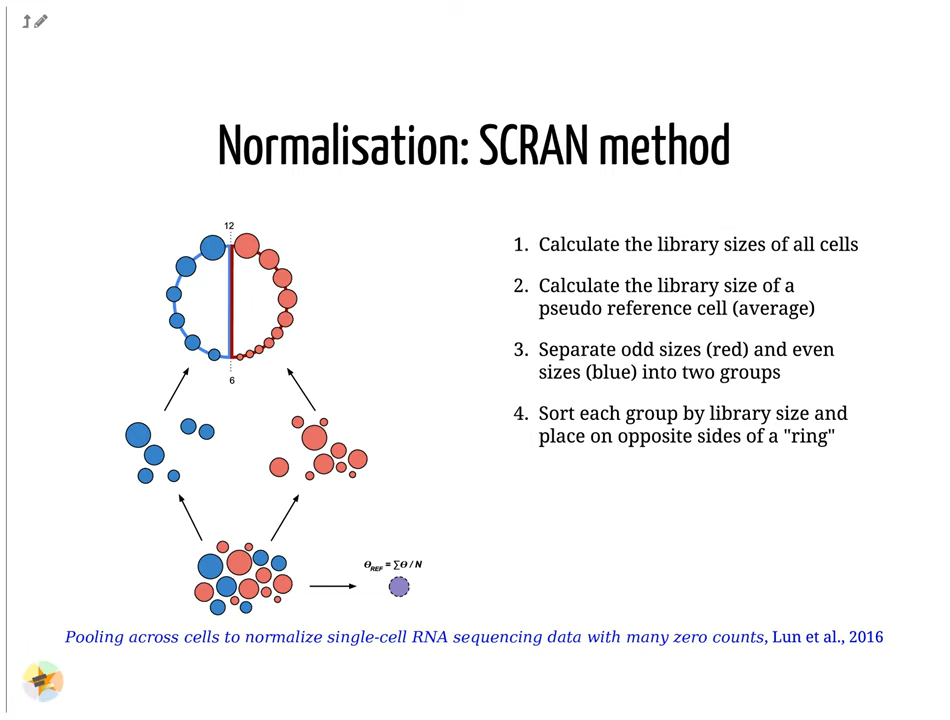 Normalisation: SCRAN method
12
6
θREF = ∑θ / N
1. Calculate the library sizes of all cells
2. Calculate the library size of a
pseudo reference cell (average)
3. Separate odd sizes (red) and even
sizes (blue) into two groups
4. Sort each group by library size and
place on opposite sides of a "ring"
Pooling across cells to normalize single-cell RNA sequencing data with many zero counts, Lun et al., 2016